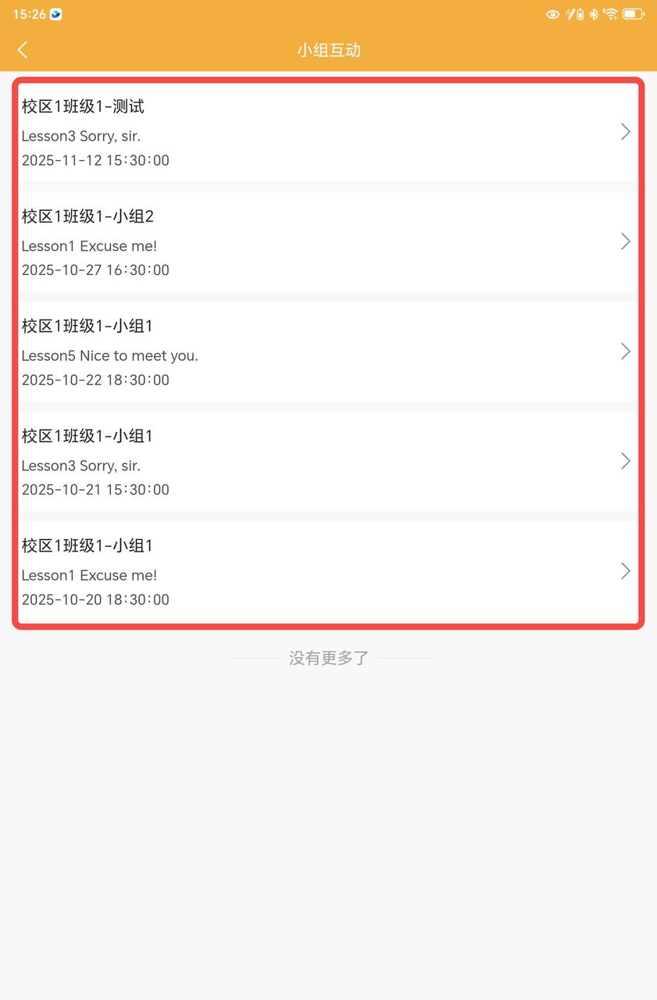 15:26
小组互动
校区1班级1-测试
Lesson3 Sorry, sir.
2025-11-12 15:30:00
校区1班级1-小组2
Lesson1 Excuse me!
2025-10-27 16:30:00
校区1班级1-小组1
Lesson5 Nice to meet you.
2025-10-22 18:30:00
校区1班级1-小组1
Lesson3 Sorry, sir.
2025-10-21 15:30:00
校区1班级1-小组1
Lesson1 Excuse me!
2025-10-20 18:30:00
没有更多了